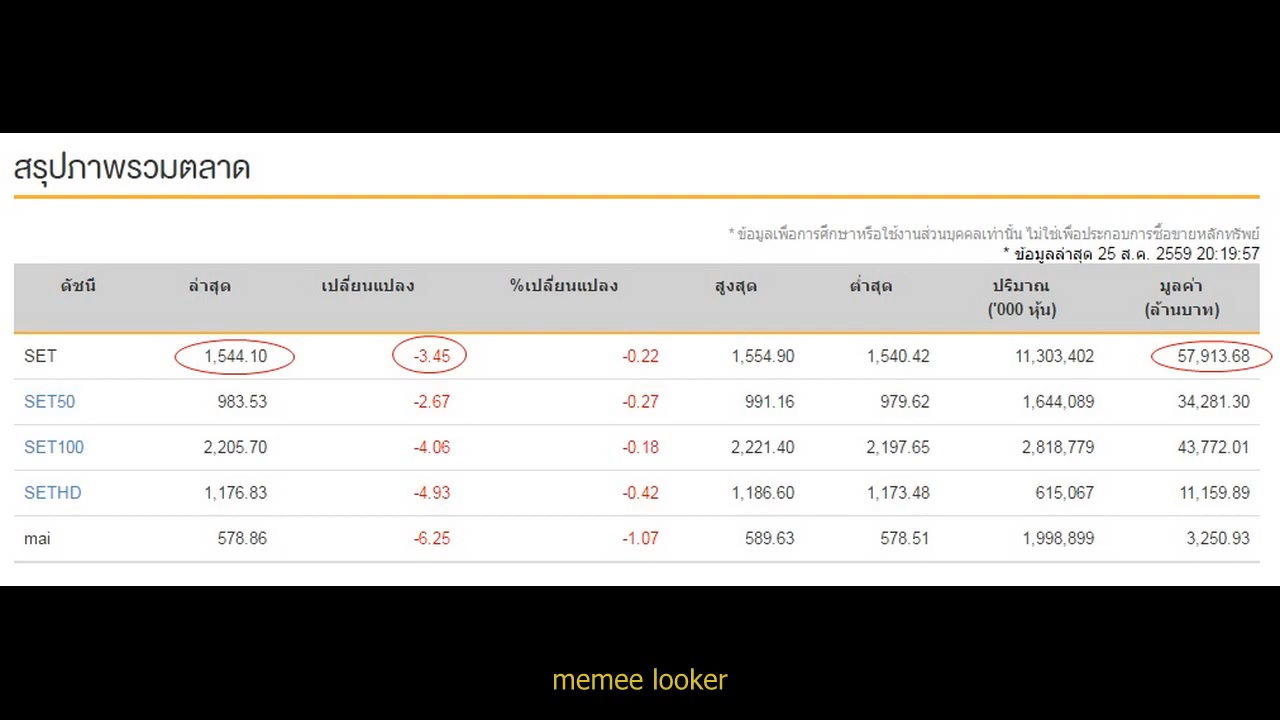 สรุปภาพรวมตลาด
* ข้อมูลเพื่อการศึกษาหรือใช้งานส่วนบุคคลเท่านั้น ไม่ใช่เพื่อประกอบการซื้อขายหลักทรัพย์
* ข้อมูลล่าสุด 25 ส.ค. 2559 20:19:57
ดัชนี ล่าสุด เปลี่ยนแปลง %เปลี่ยนแปลง สูงสุด ต่ำสุด ปริมาณ มูลค่า
('000 หุ้น) (ล้านบาท)
SET 1,544.10 -3.45 -0.22 1,554.90 1,540.42 11,303,402 57,913.68
SET50 983.53 -2.67 -0.27 991.16 979.62 1,644,089 34,281.30
SET100 2,205.70 -4.06 -0.18 2,221.40 2,197.65 2,818,779 43,772.01
SETHD 1,176.83 -4.93 -0.42 1,186.60 1,173.48 615,067 11,159.89
mai 578.86 -6.25 -1.07 589.63 578.51 1,998,899 3,250.93
memee looker